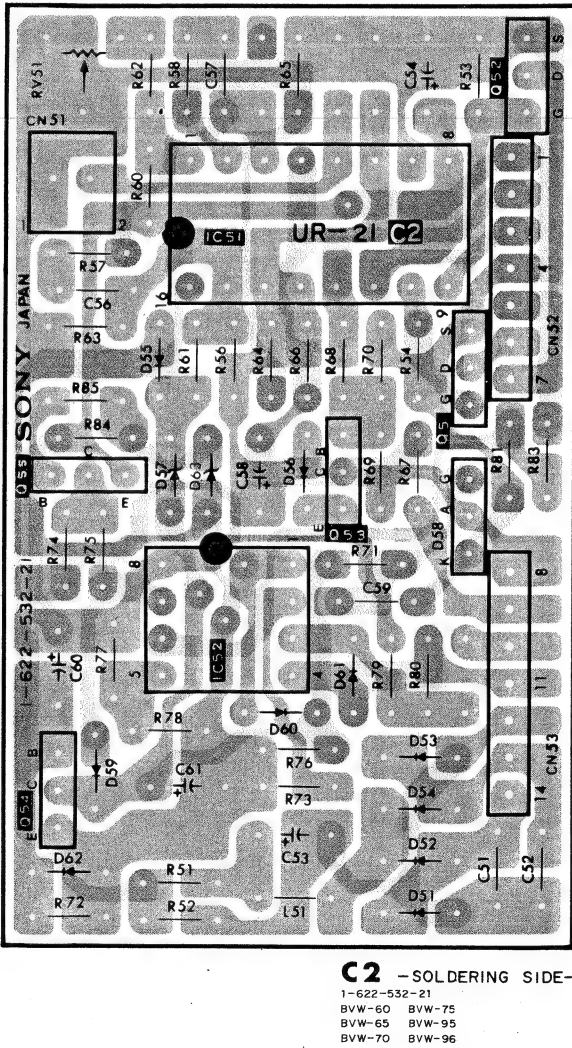 RV51
R62
R58
C57
R65
C54
R53
Q52
S
D
G
CN51
R60
1
8
1
1
2
IC51
UR-21 C2
16
9
R57
C56
R63
4
7
CN52
JAPAN
SONY
D55
R61
R56
R64
R66
R68
R70
R54
S
D
G
Q5
R85
R84
Q55
B
C
E
D57
D63
C58
D56
B
C
E
Q53
R69
R67
D58
G
A
K
R81
R83
R74
R75
8
1
R71
C59
8
1-622-532-21
C60
R77
5
IC52
4
D61
R79
R80
11
R78
D60
Q54
B
C
E
D59
C61
R76
R73
D53
D54
CN53
14
C53
D62
D52
R51
R72
R52
L51
D51
C51
C52
C2 -SOLDERING SIDE-
1-622-532-21
BVW-60 BVW-75
BVW-65 BVW-95
BVW-70 BVW-96